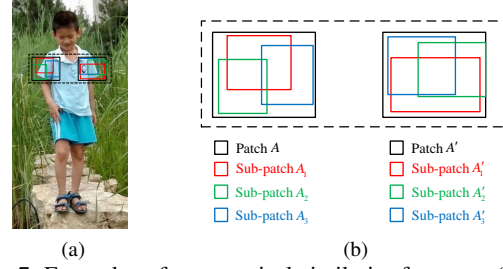 Patch A
Patch A′
Sub-patch A₁
Sub-patch A′₁
Sub-patch A₂
Sub-patch A′₂
Sub-patch A₃
Sub-patch A′₃
(a)
(b)